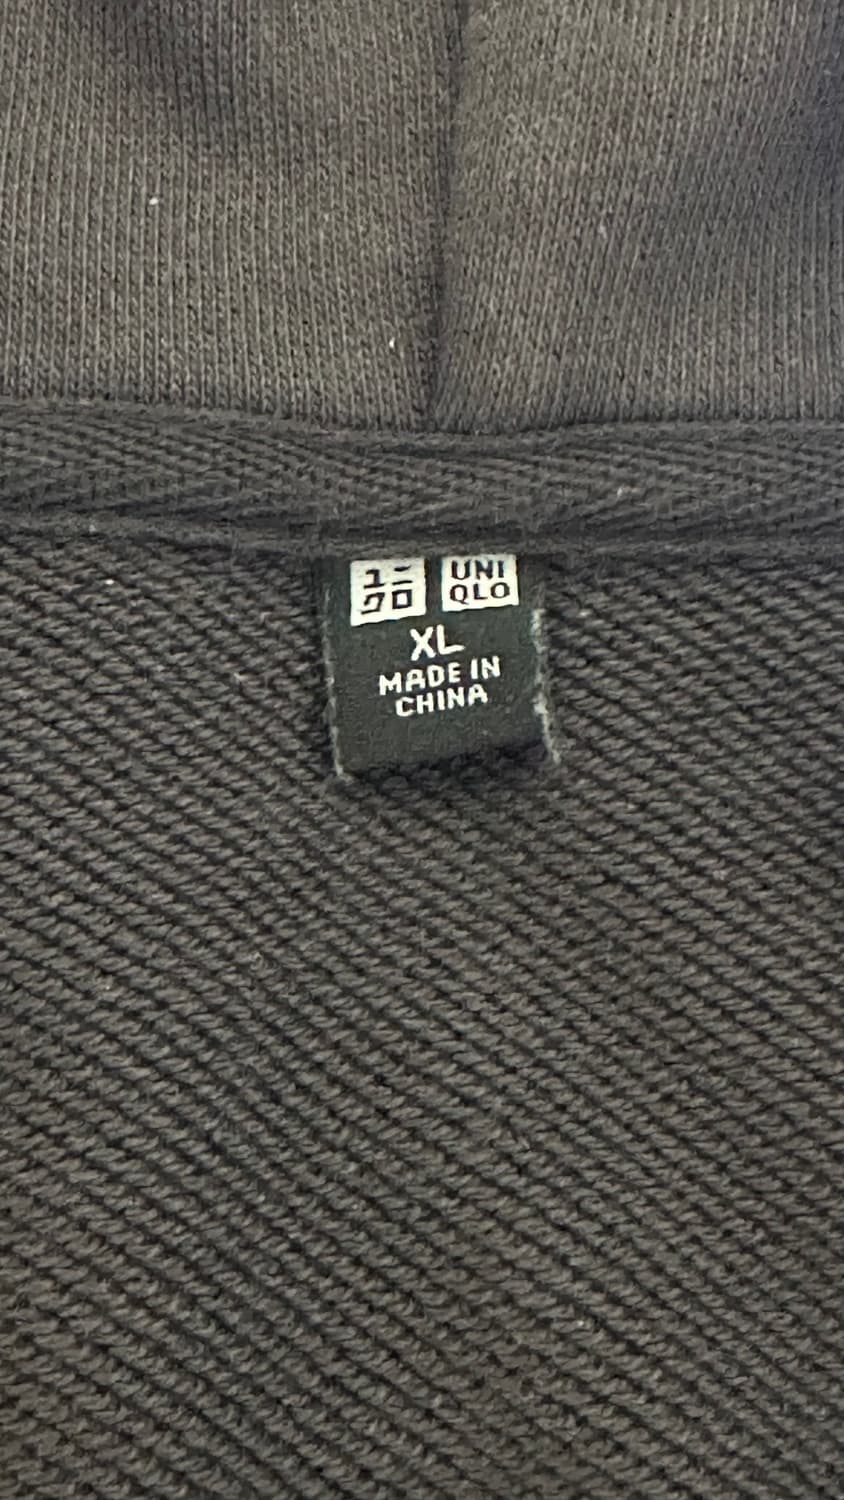 ユニ
クロ
UNI
QLO
XL
MADE IN
CHINA